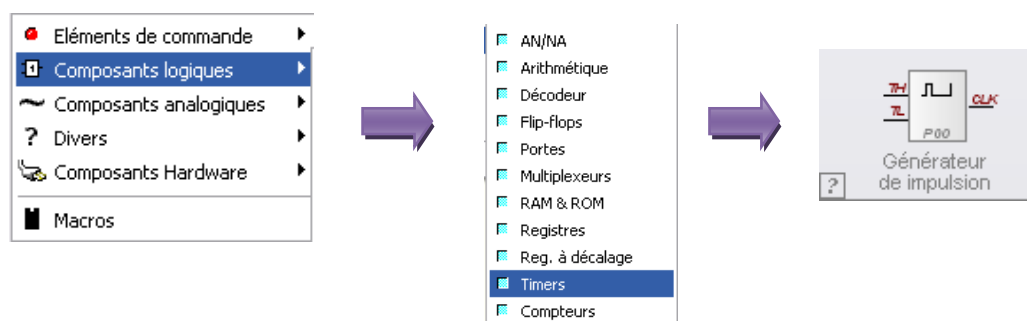 Eléments de commande
1 Composants logiques
Composants analogiques
? Divers
Composants Hardware
Macros
AN/NA
Arithmétique
Décodeur
Flip-flops
Portes
Multiplexeurs
RAM & ROM
Registres
Reg. à décalage
Timers
Compteurs
TH
TL
CLK
P00
Générateur
de impulsion
?